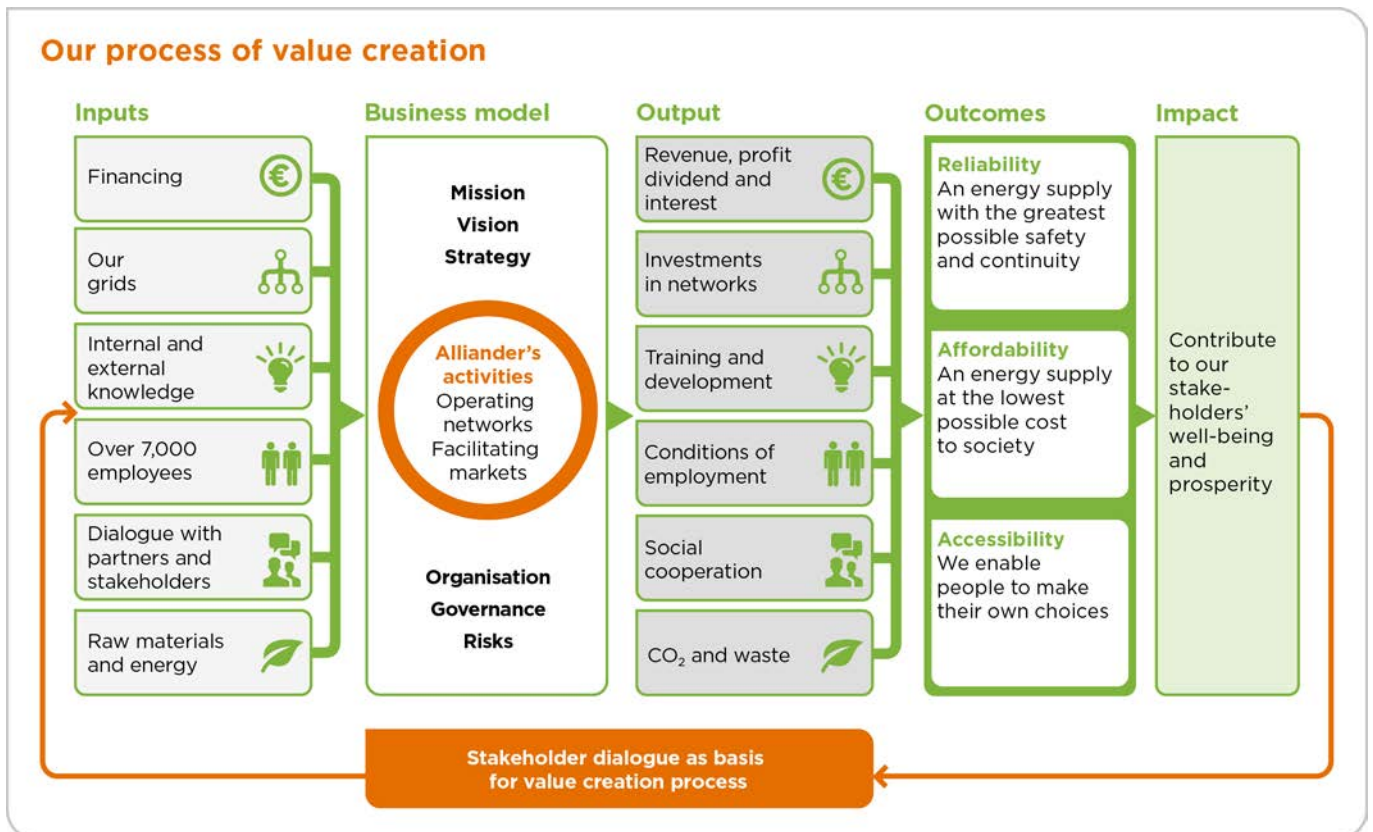 Our process of value creation
Inputs
Financing
Our
grids
Internal and
external
knowledge
Over 7,000
employees
Dialogue with
partners and
stakeholders
Raw materials
and energy
Business model
Mission
Vision
Strategy
Alliander's
activities
Operating
networks
Facilitating
markets
Organisation
Governance
Risks
Output
Revenue, profit
dividend and
interest
Investments
in networks
Training and
development
Conditions of
employment
Social
cooperation
CO₂ and waste
Outcomes
Reliability
An energy supply
with the greatest
possible safety
and continuity
Affordability
An energy supply
at the lowest
possible cost
to society
Accessibility
We enable
people to make
their own choices
Impact
Contribute
to our
stake-
holders'
well-being
and
prosperity
Stakeholder dialogue as basis
for value creation process